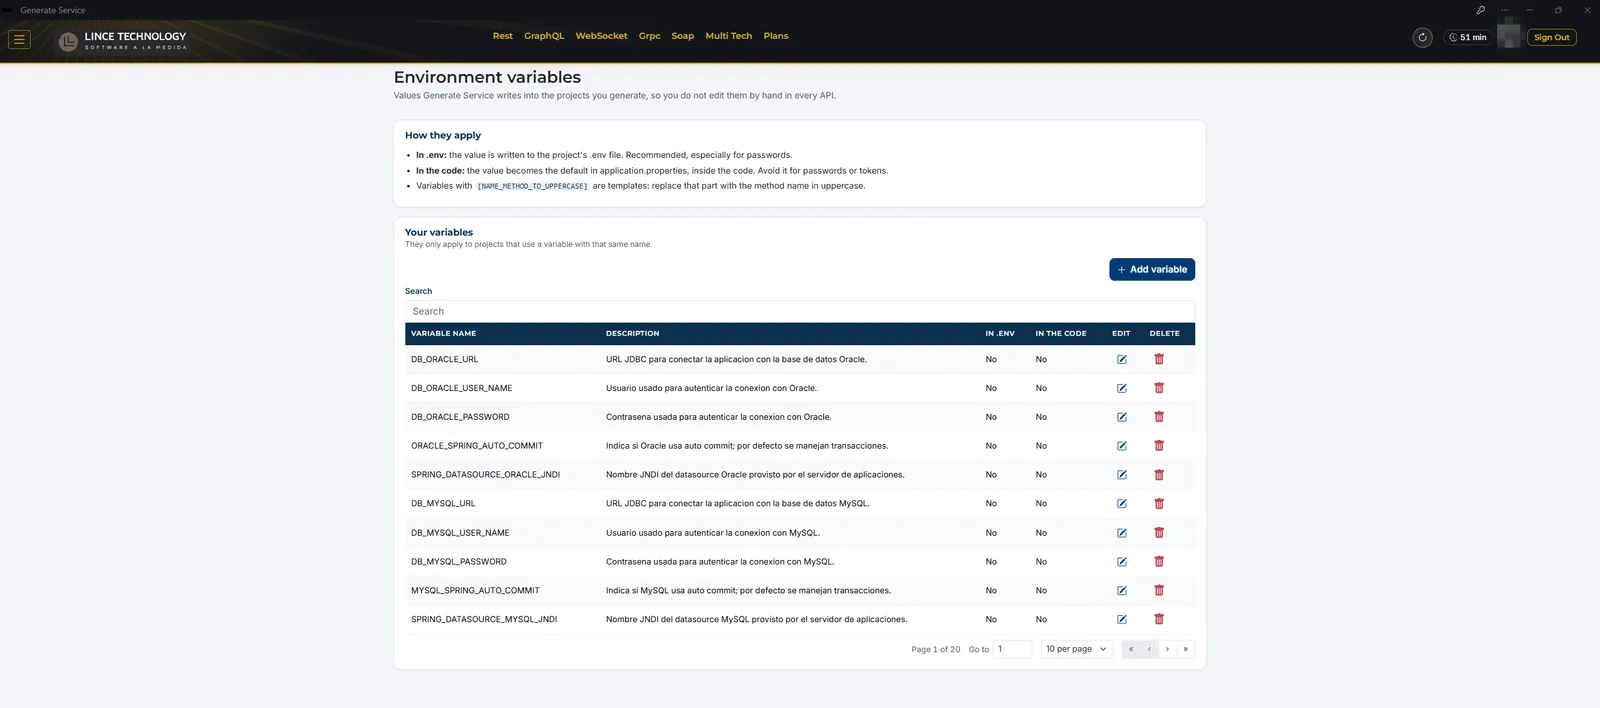 Generate Service
LINCE TECHNOLOGY
SOFTWARE A LA MEDIDA
Rest GraphQL WebSocket Grpc Soap Multi Tech Plans
51 min
Sign Out
Environment variables
Values Generate Service writes into the projects you generate, so you do not edit them by hand in every API.
How they apply
• In .env: the value is written to the project's .env file. Recommended, especially for passwords.
• In the code: the value becomes the default in application.properties, inside the code. Avoid it for passwords or tokens.
• Variables with [NAME_METHOD_TO_UPPERCASE] are templates: replace that part with the method name in uppercase.
Your variables
They only apply to projects that use a variable with that same name.
+ Add variable
Search
Search
VARIABLE NAME DESCRIPTION IN .ENV IN THE CODE EDIT DELETE
DB_ORACLE_URL URL JDBC para conectar la aplicacion con la base de datos Oracle. No No
DB_ORACLE_USER_NAME Usuario usado para autenticar la conexion con Oracle. No No
DB_ORACLE_PASSWORD Contrasena usada para autenticar la conexion con Oracle. No No
ORACLE_SPRING_AUTO_COMMIT Indica si Oracle usa auto commit; por defecto se manejan transacciones. No No
SPRING_DATASOURCE_ORACLE_JNDI Nombre JNDI del datasource Oracle provisto por el servidor de aplicaciones. No No
DB_MYSQL_URL URL JDBC para conectar la aplicacion con la base de datos MySQL. No No
DB_MYSQL_USER_NAME Usuario usado para autenticar la conexion con MySQL. No No
DB_MYSQL_PASSWORD Contrasena usada para autenticar la conexion con MySQL. No No
MYSQL_SPRING_AUTO_COMMIT Indica si MySQL usa auto commit; por defecto se manejan transacciones. No No
SPRING_DATASOURCE_MYSQL_JNDI Nombre JNDI del datasource MySQL provisto por el servidor de aplicaciones. No No
Page 1 of 20 Go to 1 10 per page « ‹ › »